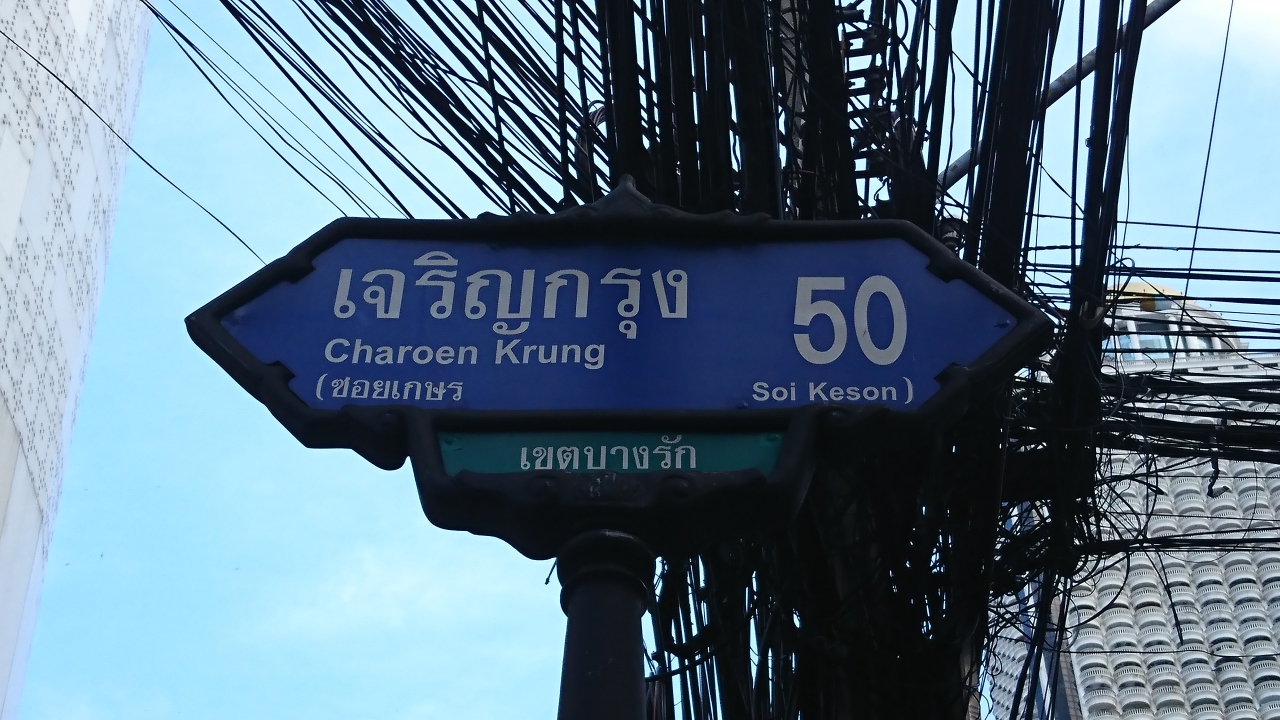 เจริญกรุง 50
Charoen Krung
(ซอยเกษร Soi Keson)
เขตบางรัก